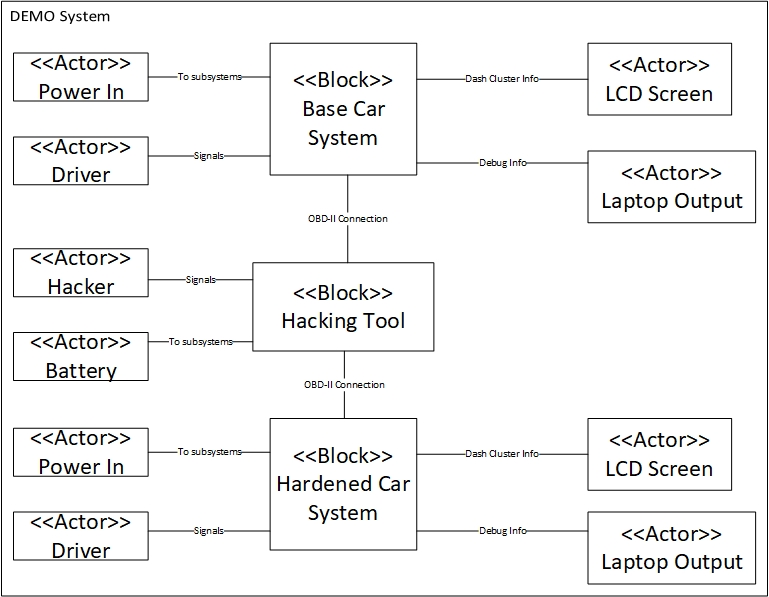 DEMO System
<<Actor>>
Power In
To subsystems
<<Block>>
Base Car
System
Dash Cluster Info
<<Actor>>
LCD Screen
<<Actor>>
Driver
Signals
Debug Info
<<Actor>>
Laptop Output
OBD-II Connection
<<Actor>>
Hacker
Signals
<<Block>>
Hacking Tool
<<Actor>>
Battery
To subsystems
OBD-II Connection
<<Actor>>
Power In
To subsystems
<<Block>>
Hardened Car
System
Dash Cluster Info
<<Actor>>
LCD Screen
<<Actor>>
Driver
Signals
Debug Info
<<Actor>>
Laptop Output